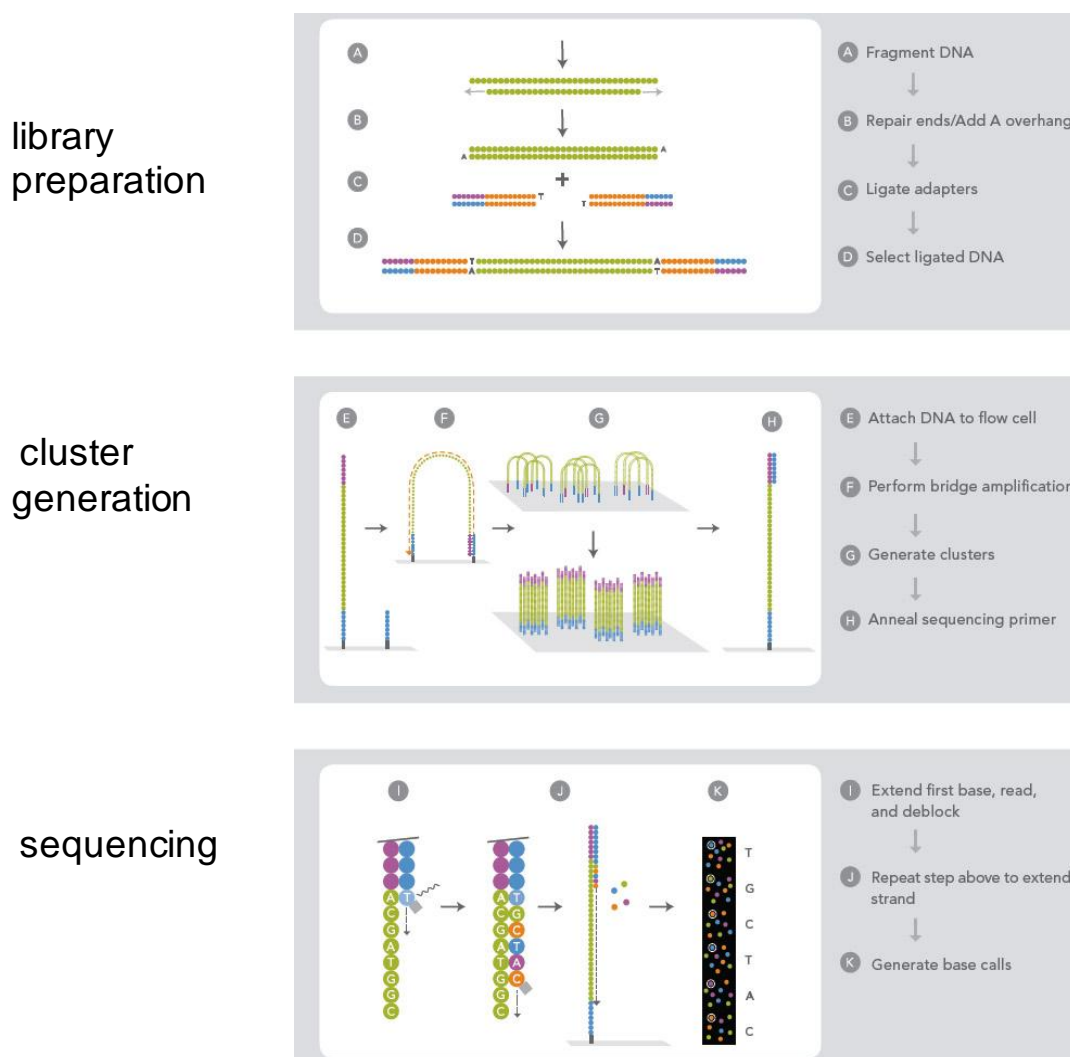 library
preparation
A
B
C
D
A
A
+
T
T
T
A
A
T
A Fragment DNA
B Repair ends/Add A overhang
C Ligate adapters
D Select ligated DNA
cluster
generation
E
F
G
H
E Attach DNA to flow cell
F Perform bridge amplification
G Generate clusters
H Anneal sequencing primer
sequencing
I
J
K
A T
C
G
A
T
G
G
C
A T
C G
G C
A T
T A
G C
G
C
T
G
C
T
A
C
I Extend first base, read,
and deblock
J Repeat step above to extend
strand
K Generate base calls